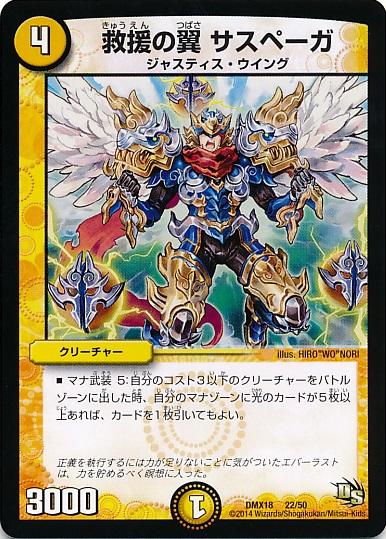 4
きゅうえん つばさ
救援の翼 サスペーガ
ジャスティス・ウイング
クリーチャー
illus. HIRO"WO"NORI
■ マナ武装 5:自分のコスト3以下のクリーチャーをバトル
ゾーンに出した時、自分のマナゾーンに光のカードが5枚以
上あれば、カードを1枚引いてもよい。
正義を執行するには力が足りないことに気がついたエバーラスト
は、力を貯めるべく瞑想に入った。
3000
1
DMX18 22/50
DS
©2014 Wizards/Shogakukan/Mitsui-Kids